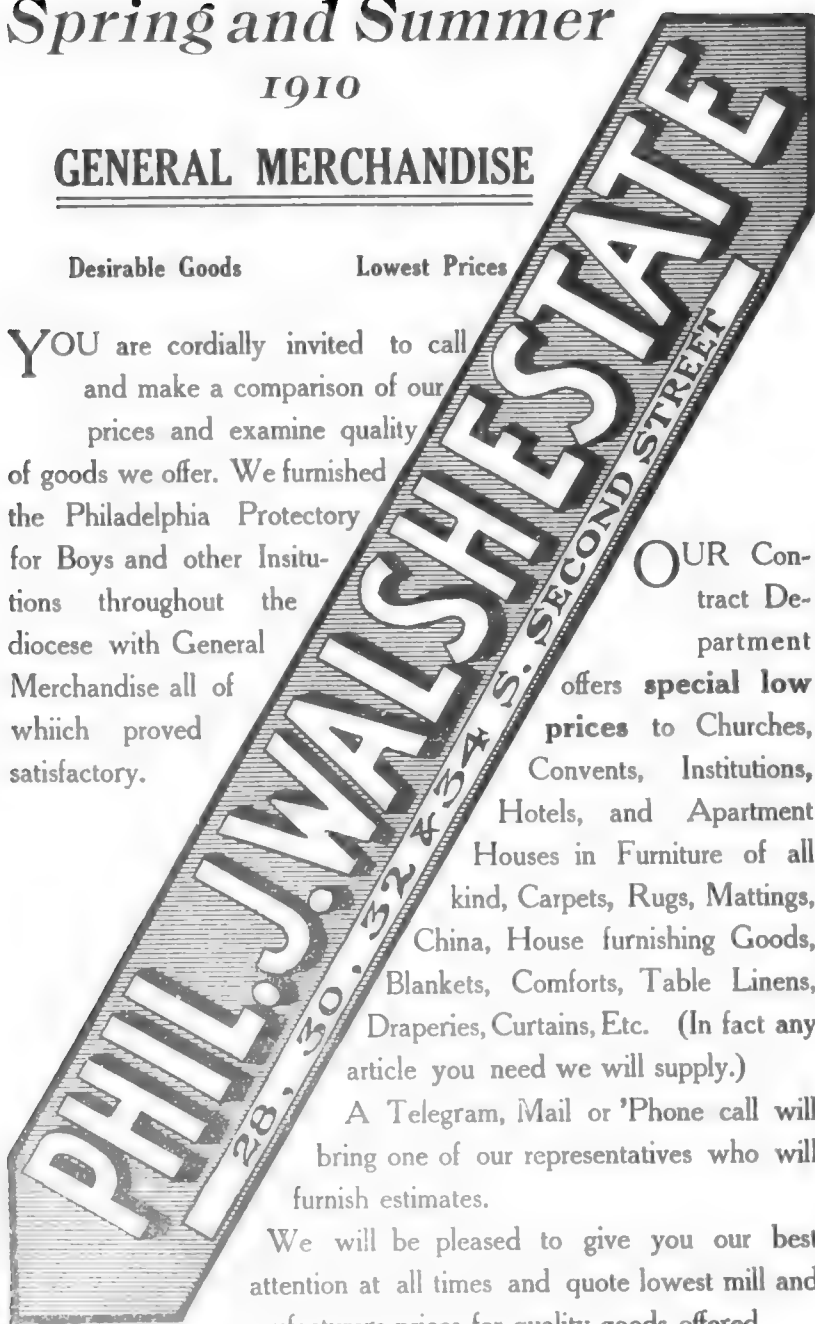 Spring and Summer
1910
GENERAL MERCHANDISE
Desirable Goods Lowest Prices
YOU are cordially invited to call
and make a comparison of our
prices and examine quality
of goods we offer. We furnished
the Philadelphia Protectory
for Boys and other Insitu-
tions throughout the
diocese with General
Merchandise all of
whiich proved
satisfactory.
PHIL. J. WALSH ESTATE
28, 30, 32 & 34 S. SECOND STREET
OUR Con-
tract De-
partment
offers special low
prices to Churches,
Convents, Institutions,
Hotels, and Apartment
Houses in Furniture of all
kind, Carpets, Rugs, Mattings,
China, House furnishing Goods,
Blankets, Comforts, Table Linens,
Draperies, Curtains, Etc. (In fact any
article you need we will supply.)
A Telegram, Mail or 'Phone call will
bring one of our representatives who will
furnish estimates.
We will be pleased to give you our best
attention at all times and quote lowest mill and
prices for quality goods offered